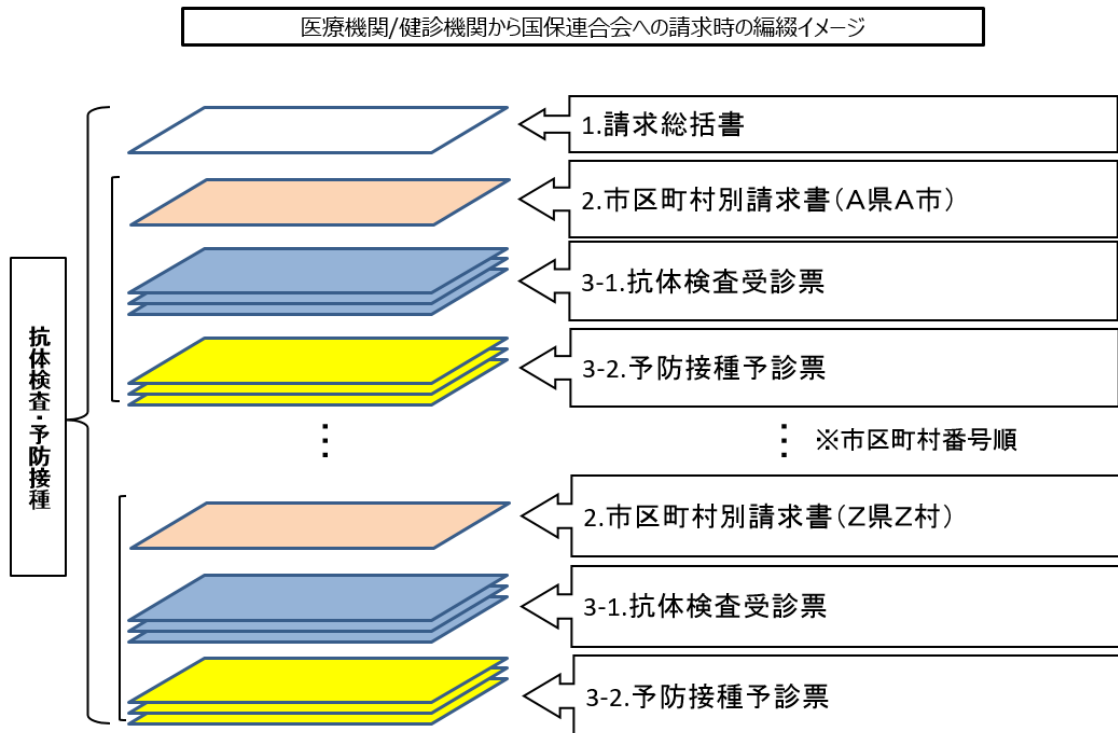 医療機関/健診機関から国保連合会への請求時の編綴イメージ
抗体検査・予防接種
1.請求総括書
2.市区町村別請求書(A県A市)
3-1.抗体検査受診票
3-2.予防接種予診票
⋮
⋮ ※市区町村番号順
2.市区町村別請求書(Z県Z村)
3-1.抗体検査受診票
3-2.予防接種予診票